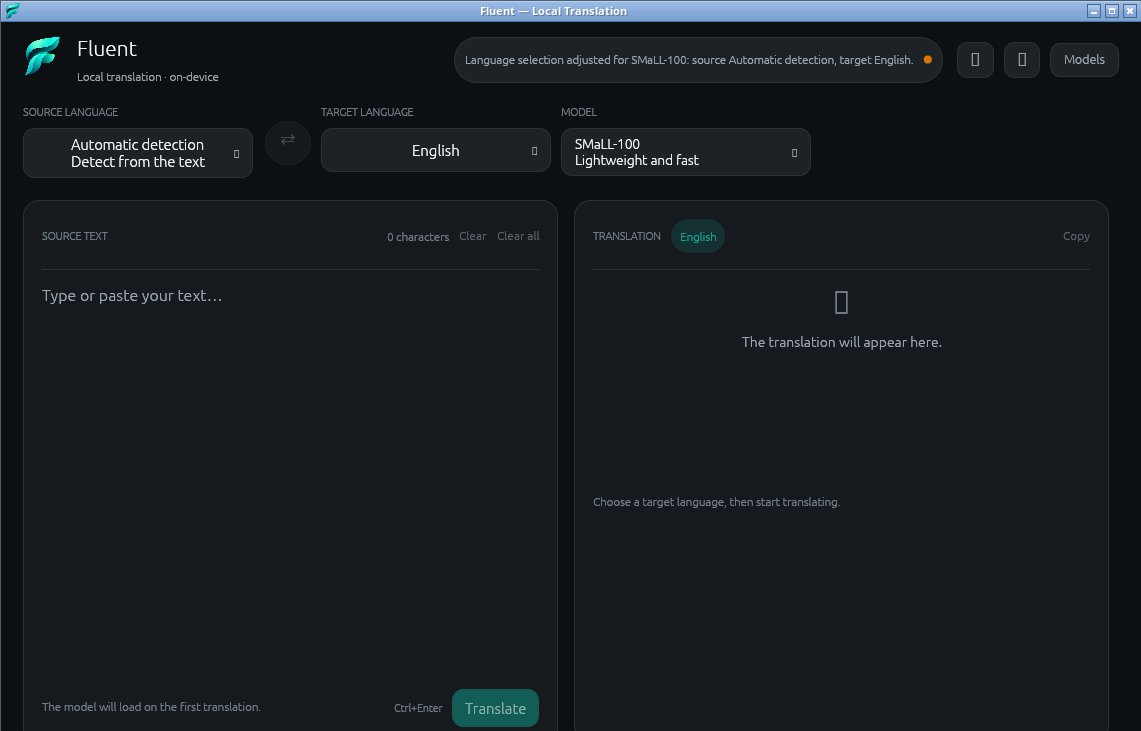 Fluent — Local Translation
Fluent
Local translation · on-device
Language selection adjusted for SMaLL-100: source Automatic detection, target English.
Models
SOURCE LANGUAGE
TARGET LANGUAGE
MODEL
Automatic detection
Detect from the text
⇄
English
SMaLL-100
Lightweight and fast
SOURCE TEXT
0 characters
Clear
Clear all
TRANSLATION
English
Copy
Type or paste your text...
The translation will appear here.
Choose a target language, then start translating.
The model will load on the first translation.
Ctrl+Enter
Translate